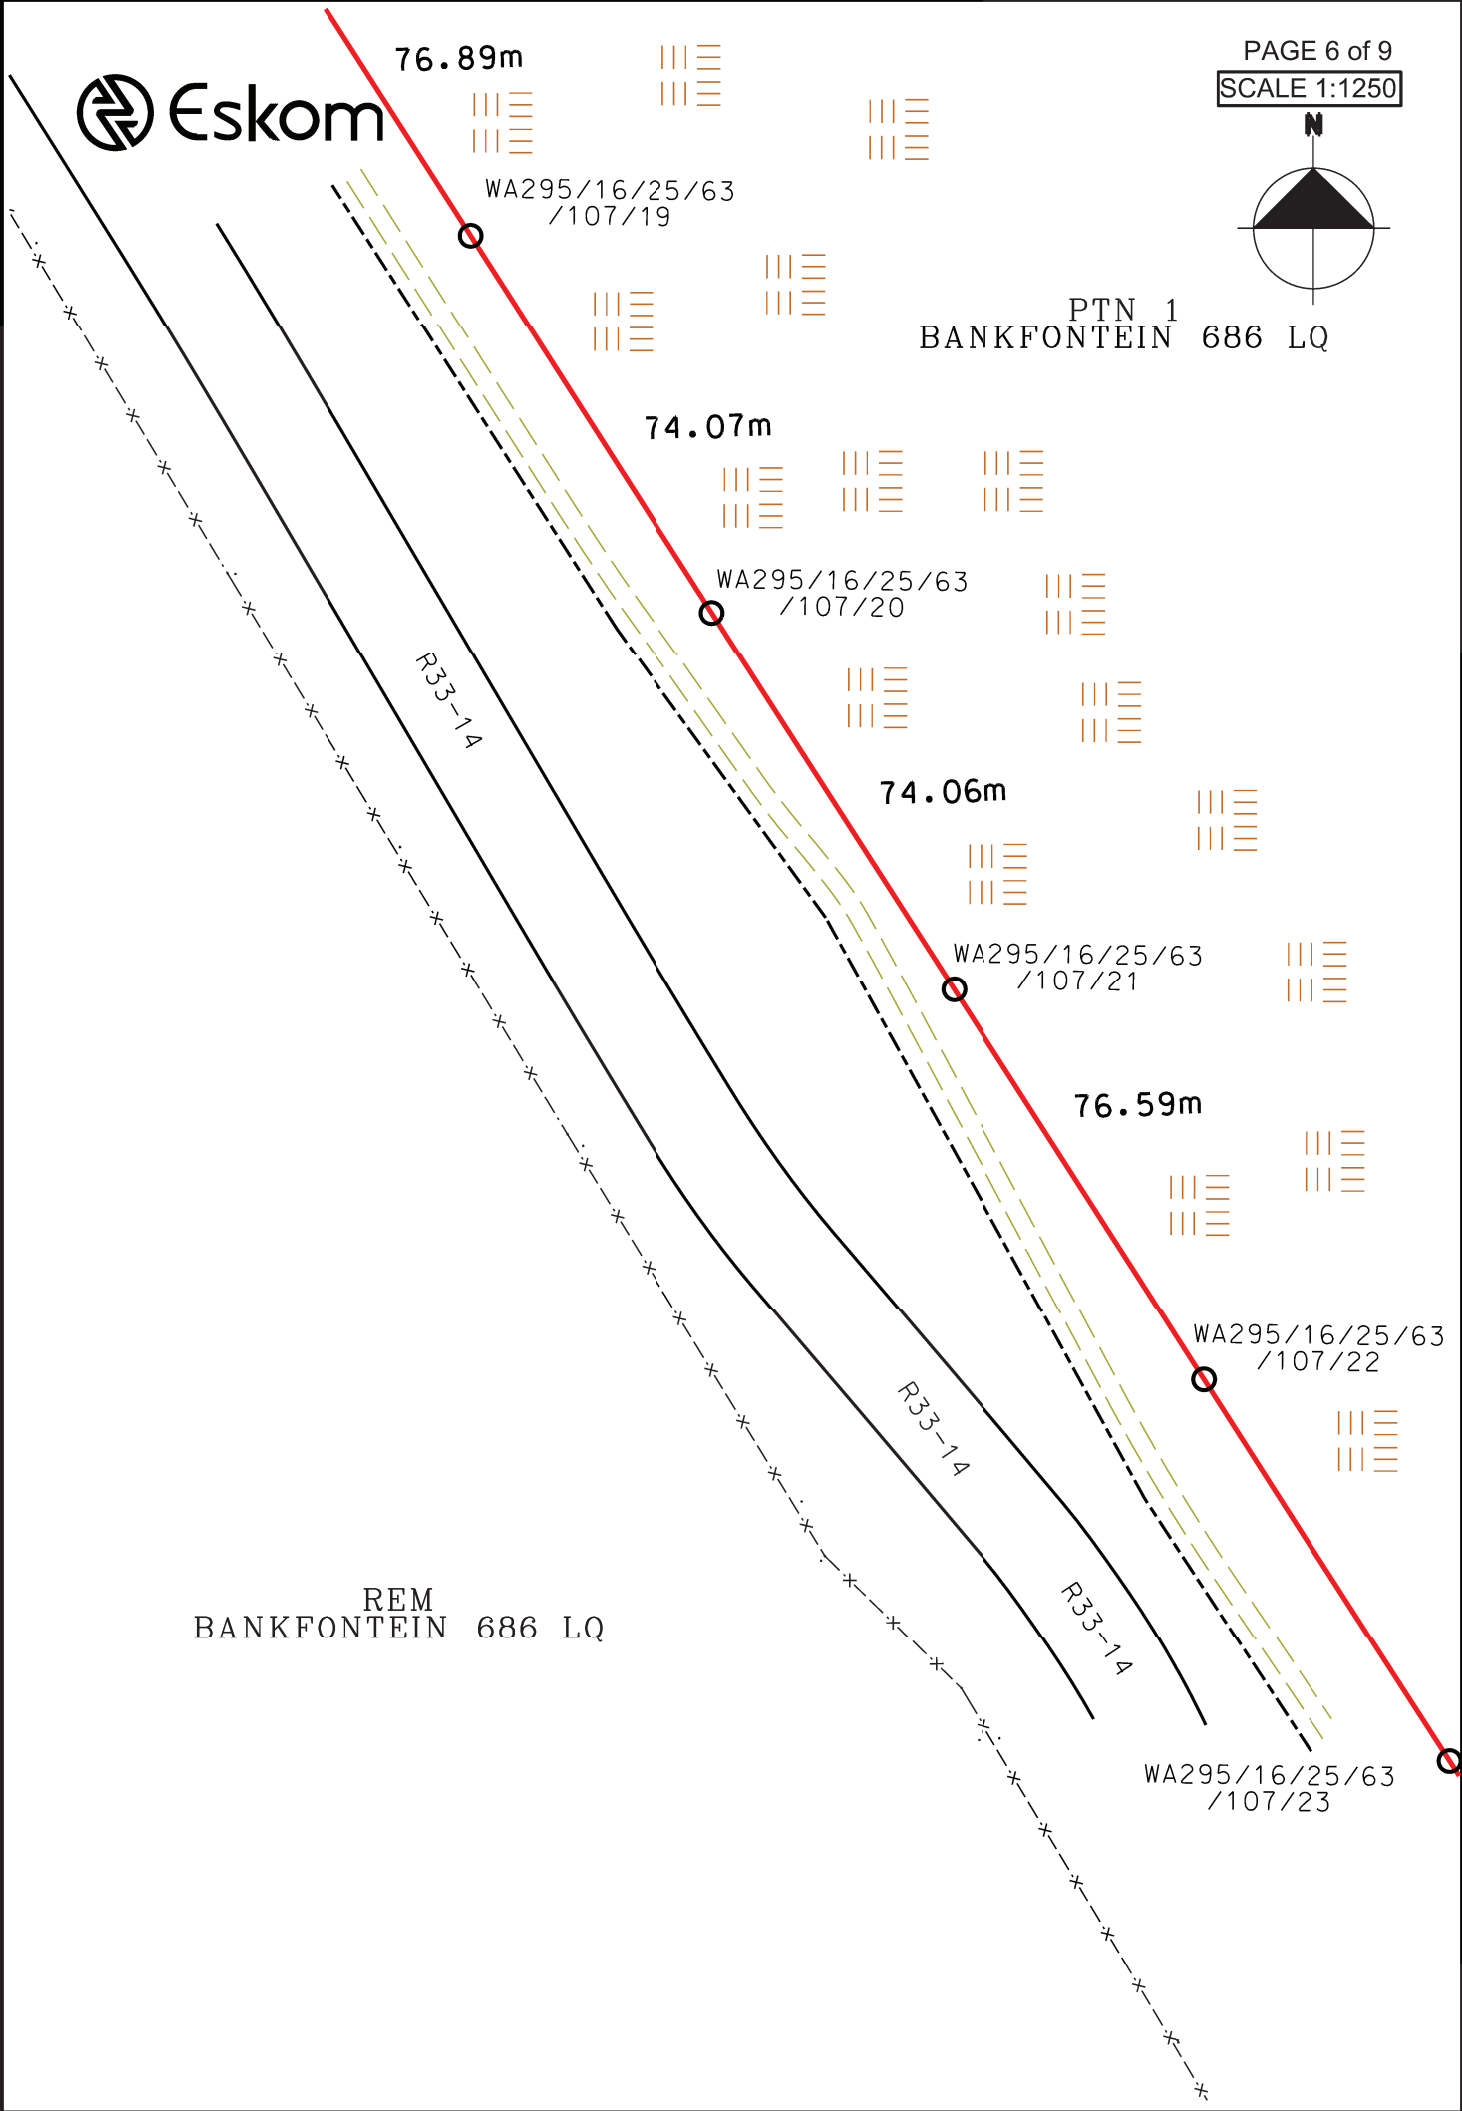 PAGE 6 of 9
SCALE 1:1250
N
Eskom
76.89m
WA295/16/25/63
/107/19
PTN 1
BANKFONTEIN 686 LQ
74.07m
WA295/16/25/63
/107/20
R33-14
74.06m
WA295/16/25/63
/107/21
76.59m
WA295/16/25/63
/107/22
R33-14
REM
BANKFONTEIN 686 LQ
R33-14
WA295/16/25/63
/107/23